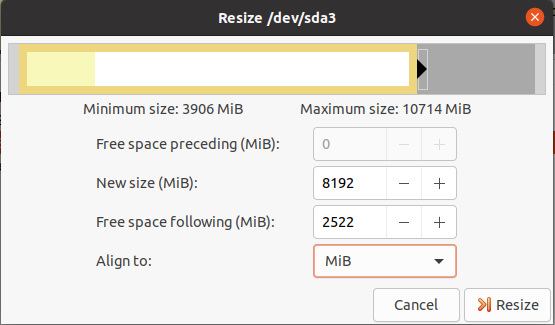 Resize /dev/sda3
Minimum size: 3906 MiB Maximum size: 10714 MiB
Free space preceding (MiB): 0
New size (MiB): 8192
Free space following (MiB): 2522
Align to: MiB
Cancel Resize